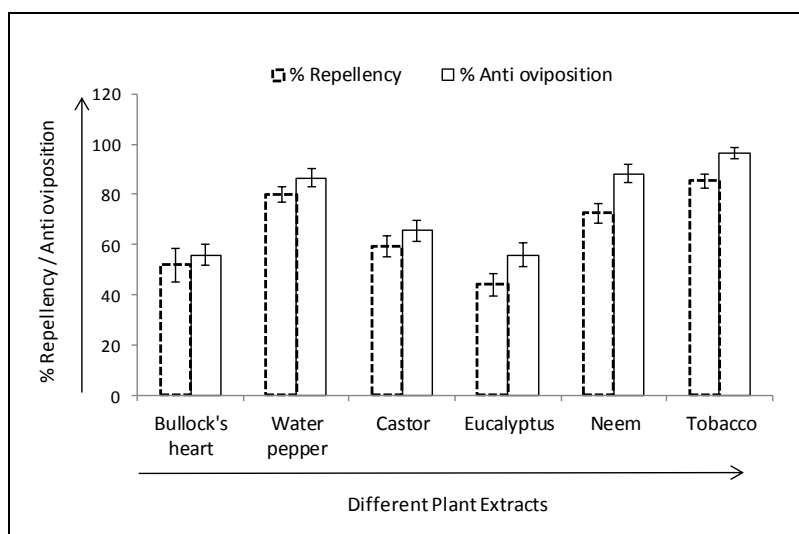 % Repellency % Anti oviposition
% Repellency / Anti oviposition
120
100
80
60
40
20
0
Bullock's heart
Water pepper
Castor
Eucalyptus
Neem
Tobacco
Different Plant Extracts